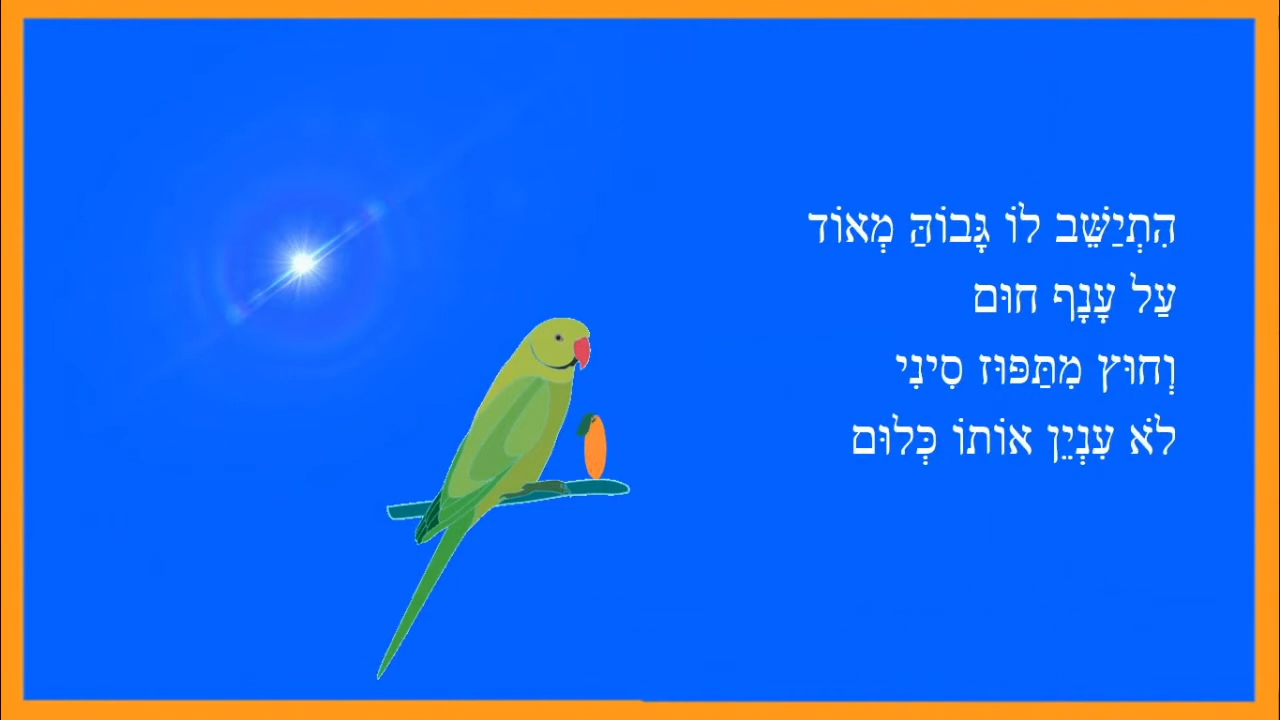 הִתְיַשֵּׁב לוֹ גָּבוֹהַּ מְאוֹד
עַל עָנָף חוּם
וְחוּץ מִתַּפּוּז סִינִי
לֹא עִנְיֵן אוֹתוֹ כְּלוּם